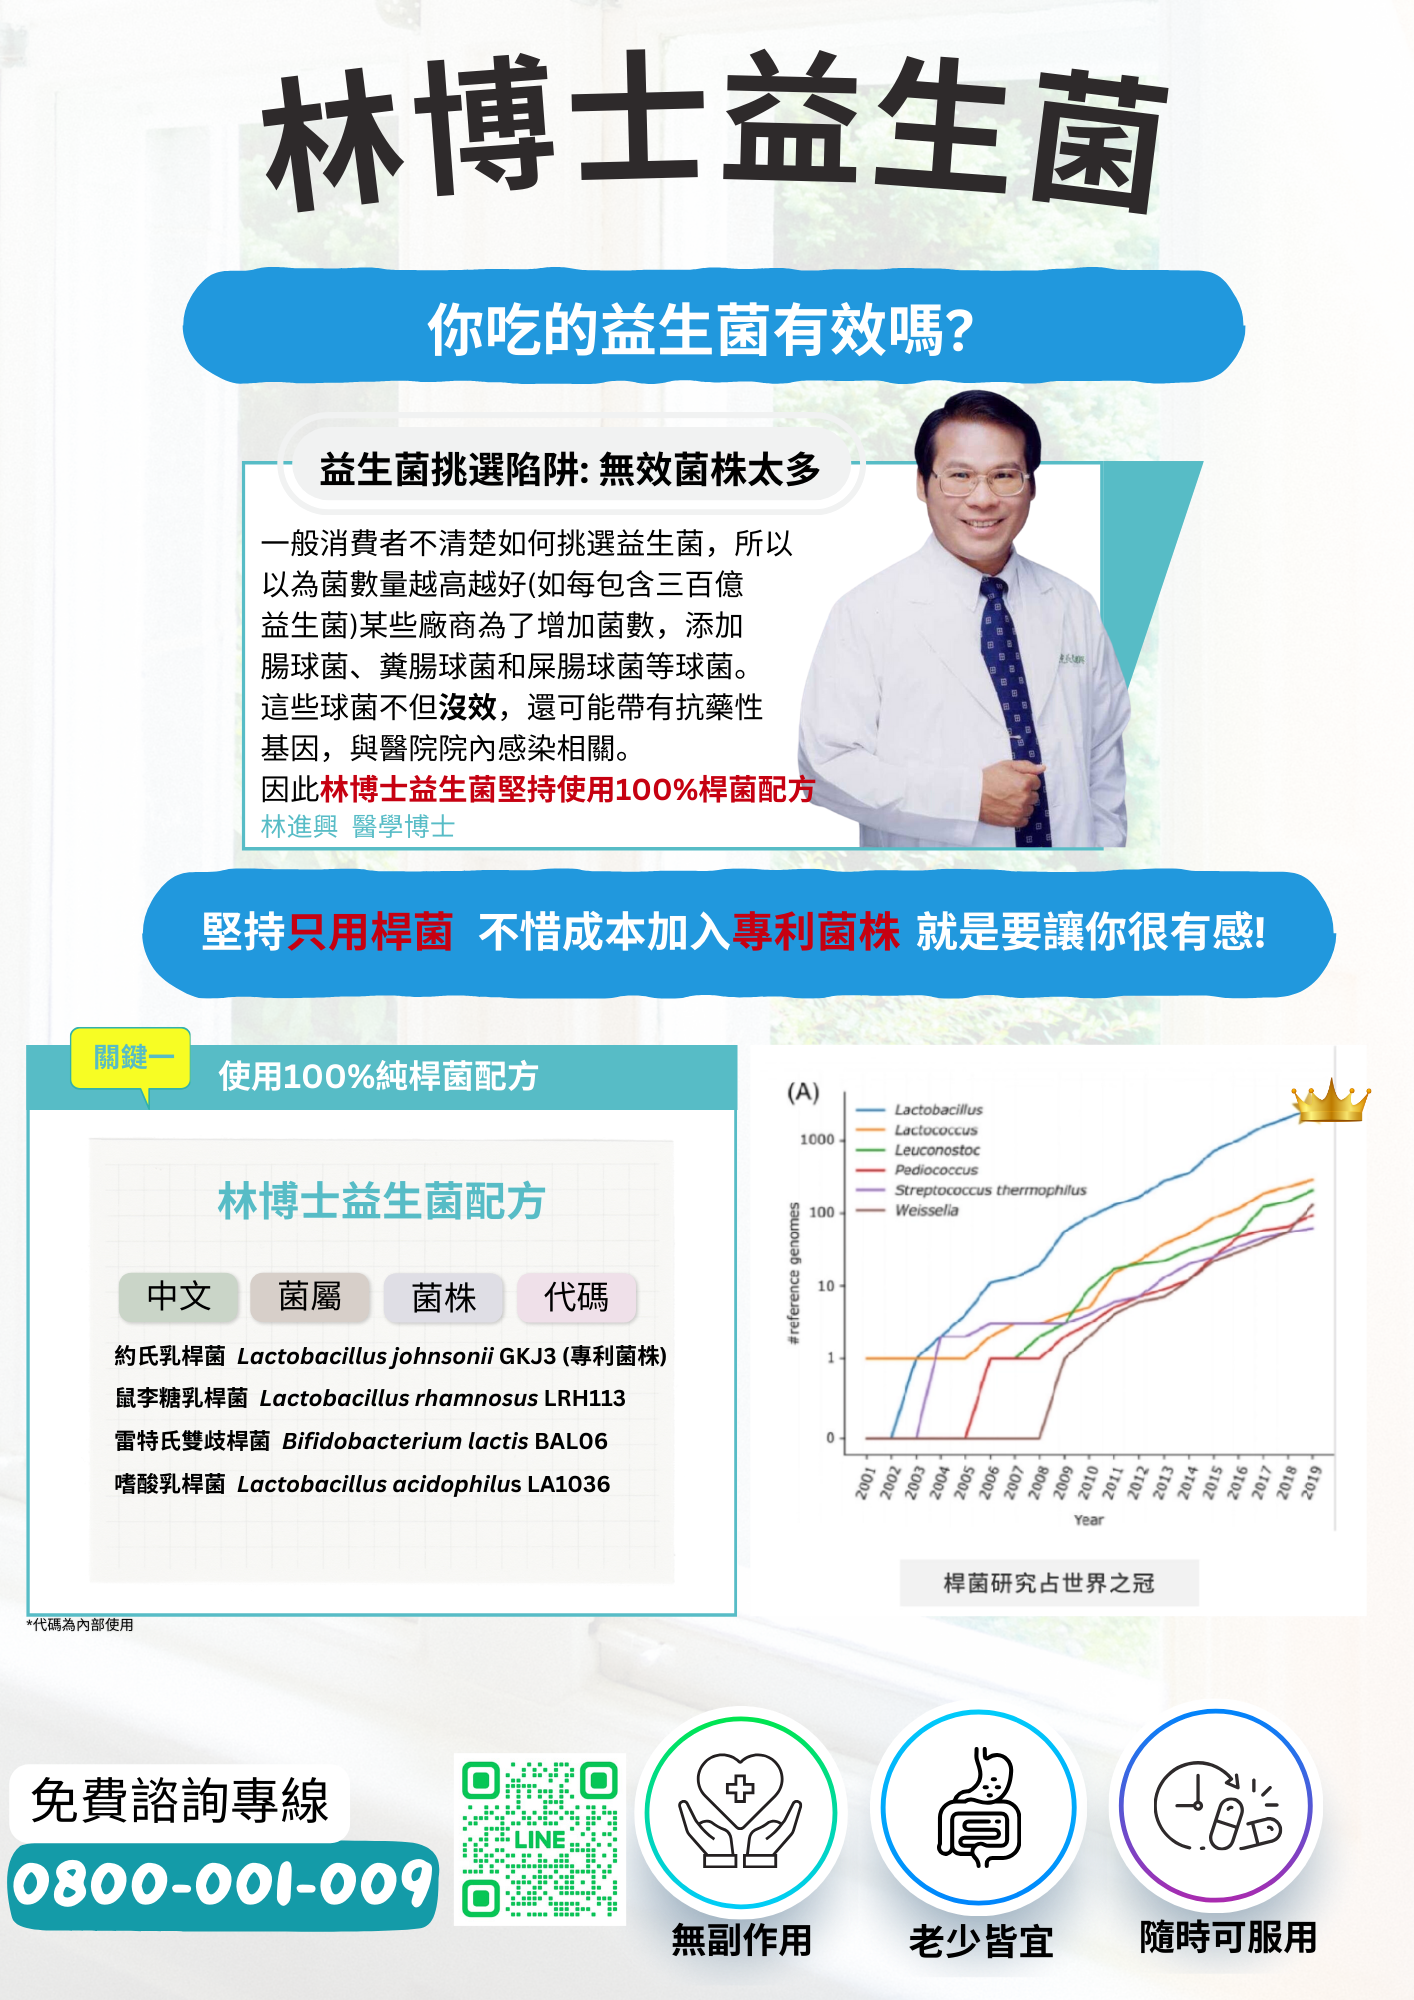 林博士益生菌
你吃的益生菌有效嗎?
益生菌挑選陷阱: 無效菌株太多
一般消費者不清楚如何挑選益生菌，所以
以為菌數量越高越好(如每包含三百億
益生菌)某些廠商為了增加菌數，添加
腸球菌、糞腸球菌和屎腸球菌等球菌。
這些球菌不但沒效，還可能帶有抗藥性
基因，與醫院院內感染相關。
因此林博士益生菌堅持使用100%桿菌配方
林進興 醫學博士
堅持只用桿菌 不惜成本加入專利菌株 就是要讓你很有感!
關鍵一
使用100%純桿菌配方
林博士益生菌配方
中文 菌屬 菌株 代碼
約氏乳桿菌 Lactobacillus johnsonii GKJ3 (專利菌株)
鼠李糖乳桿菌 Lactobacillus rhamnosus LRH113
雷特氏雙歧桿菌 Bifidobacterium lactis BAL06
嗜酸乳桿菌 Lactobacillus acidophilus LA1036
*代碼為內部使用
(A)
Lactobacillus
Lactococcus
Leuconostoc
Pediococcus
Streptococcus thermophilus
Weissella
#reference genomes
1000
100
10
1
0
2001 2002 2003 2004 2005 2006 2007 2008 2009 2010 2011 2012 2013 2014 2015 2016 2017 2018 2019
Year
桿菌研究占世界之冠
免費諮詢專線
0800-001-009
LINE
無副作用
老少皆宜
隨時可服用